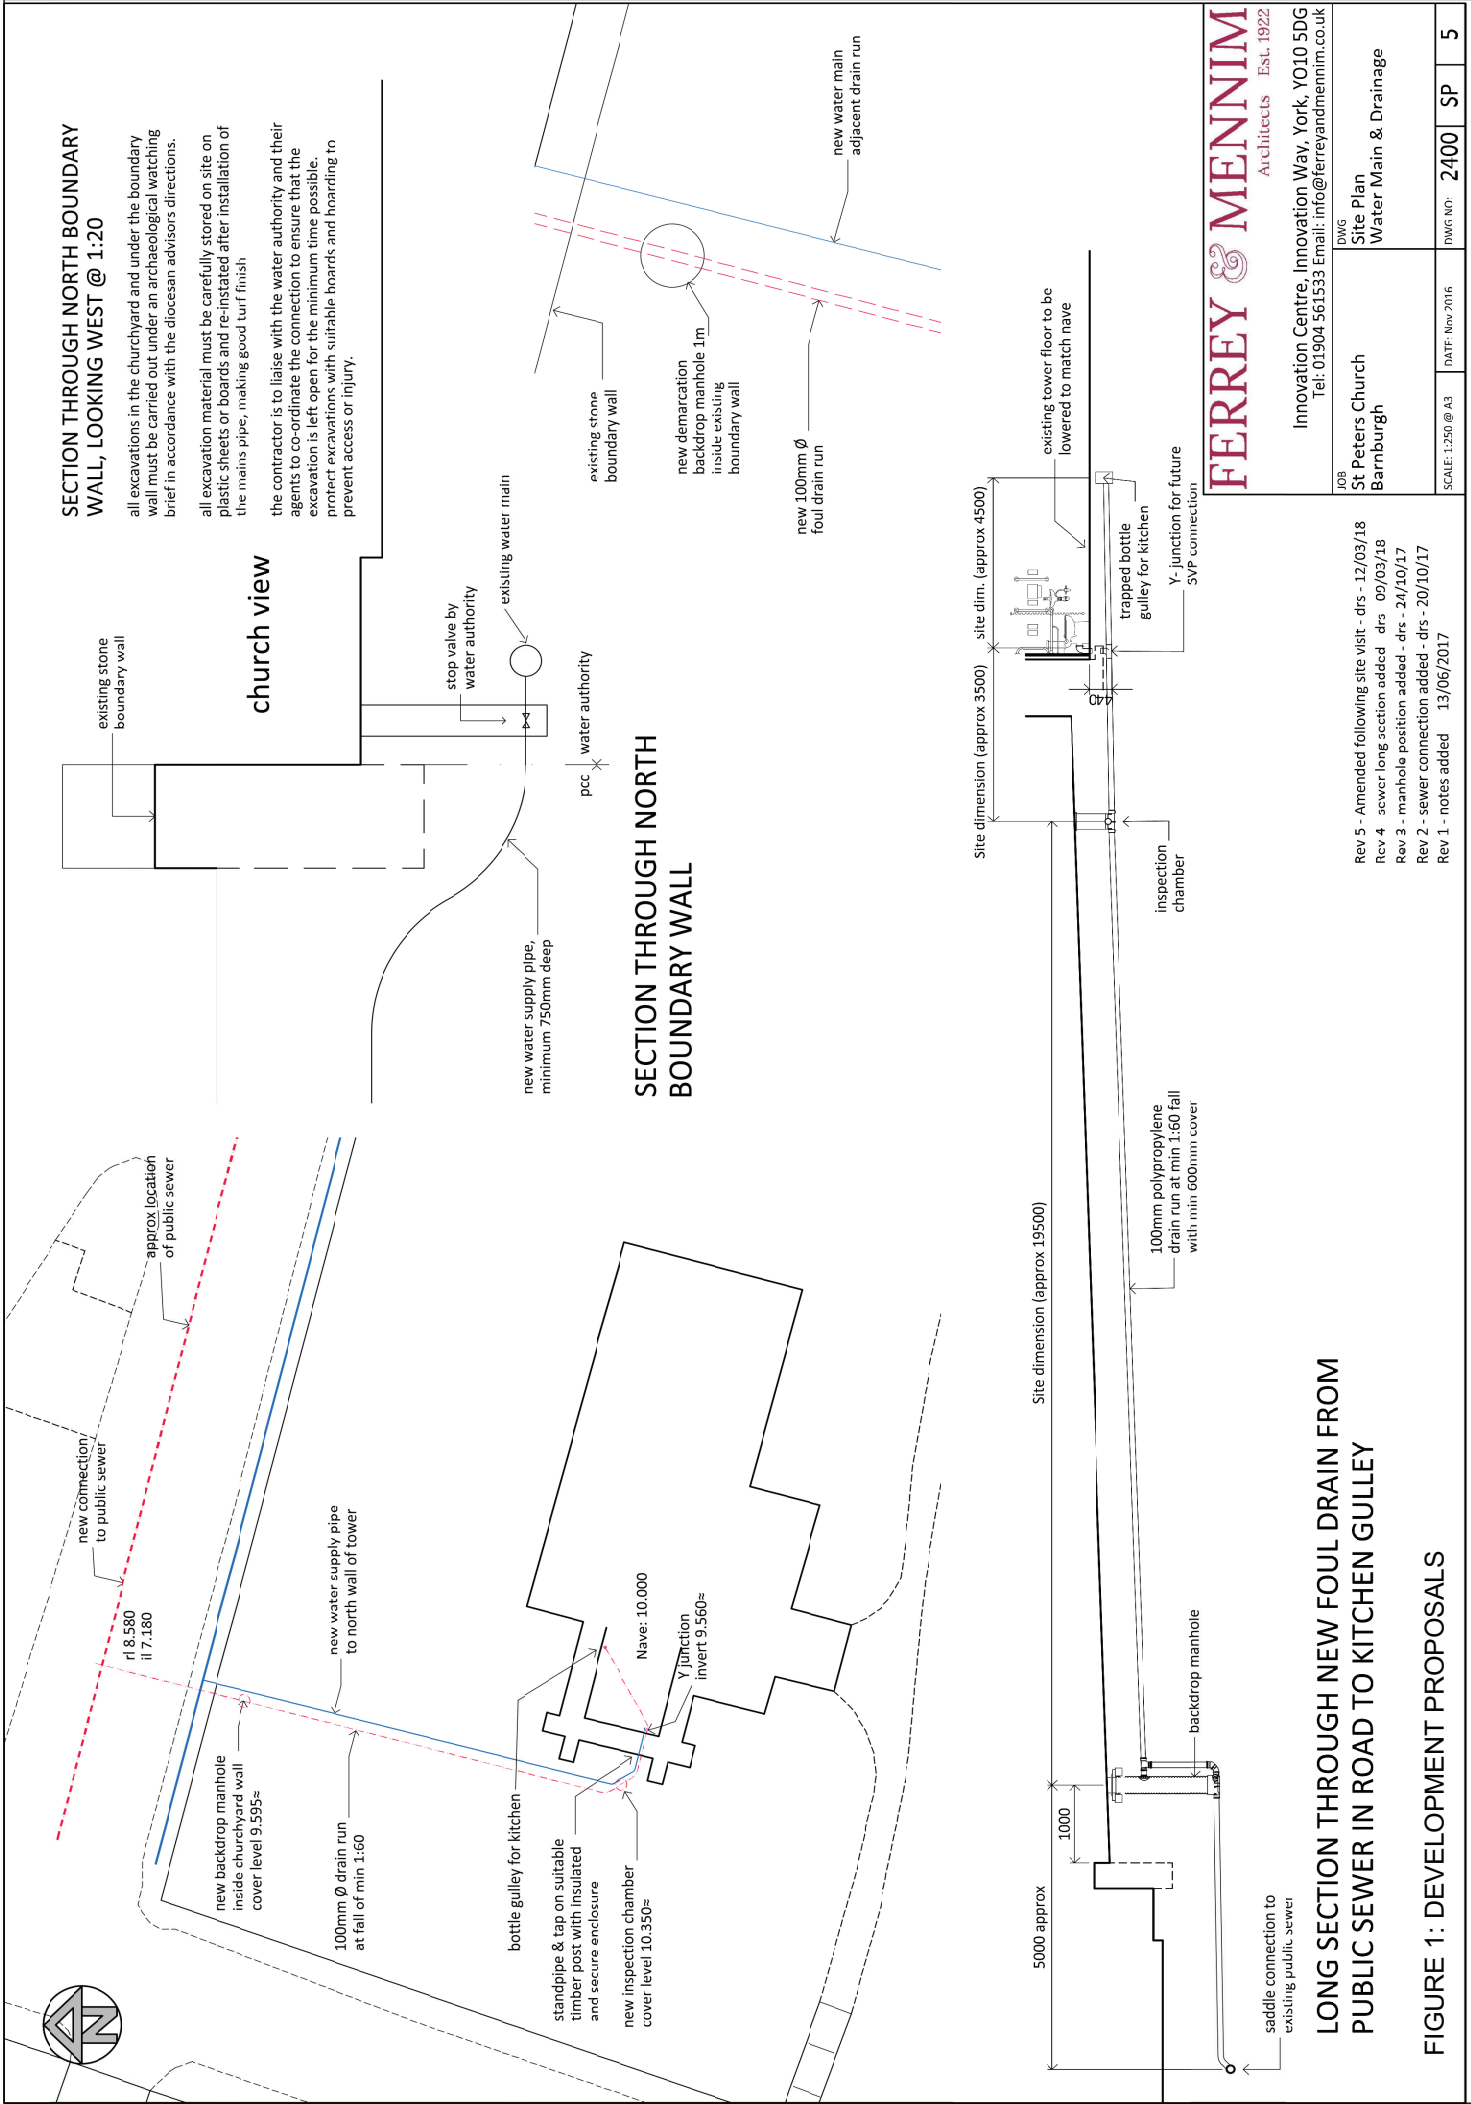 SECTION THROUGH NORTH BOUNDARY
WALL, LOOKING WEST @ 1:20
all excavations in the churchyard and under the boundary
wall must be carried out under an archaeological watching
brief in accordance with the diocesan advisors directions.
all excavation material must be carefully stored on site on
plastic sheets or boards and re-instated after installation of
the mains pipe, making good turf finish
the contractor is to liaise with the water authority and their
agents to co-ordinate the connection to ensure that the
excavation is left open for the minimum time possible.
protect excavations with suitable boards and hoarding to
prevent access or injury.
existing stone
boundary wall
church view
stop valve by
water authority
existing water main
pcc
water authority
new water supply pipe,
minimum 750mm deep
SECTION THROUGH NORTH
BOUNDARY WALL
new water main
adjacent drain run
existing stone
boundary wall
new demarcation
backdrop manhole 1m
inside existing
boundary wall
new 100mm Ø
foul drain run
approx location
of public sewer
new connection
to public sewer
rl 8.580
il 7.180
new water supply pipe
to north wall of tower
new backdrop manhole
inside churchyard wall
cover level 9.595≈
100mm Ø drain run
at fall of min 1:60
bottle gulley for kitchen
Nave: 10.000
Y junction
invert 9.560≈
standpipe & tap on suitable
timber post with insulated
and secure enclosure
new inspection chamber
cover level 10.350≈
N
site dim. (approx 4500)
Site dimension (approx 3500)
Site dimension (approx 19500)
5000 approx
1000
440
existing tower floor to be
lowered to match nave
trapped bottle
gulley for kitchen
Y- junction for future
SVP connection
inspection
chamber
100mm polypropylene
drain run at min 1:60 fall
with min 600mm cover
backdrop manhole
saddle connection to
existing public sewer
LONG SECTION THROUGH NEW FOUL DRAIN FROM
PUBLIC SEWER IN ROAD TO KITCHEN GULLEY
FIGURE 1: DEVELOPMENT PROPOSALS
Rev 5 - Amended following site visit - drs - 12/03/18
Rev 4 sewer long section added drs 09/03/18
Rev 3 - manhole position added - drs - 24/10/17
Rev 2 - sewer connection added - drs - 20/10/17
Rev 1 - notes added 13/06/2017
FERREY & MENNIM
Architects Est. 1922
Innovation Centre, Innovation Way, York, YO10 5DG
Tel: 01904 561533 Email: info@ferreyandmennim.co.uk
JOB
St Peters Church
Barnburgh
DWG
Site Plan
Water Main & Drainage
SCALE: 1:250 @ A3
DATE: Nov 2016
DWG NO:
2400
SP
5